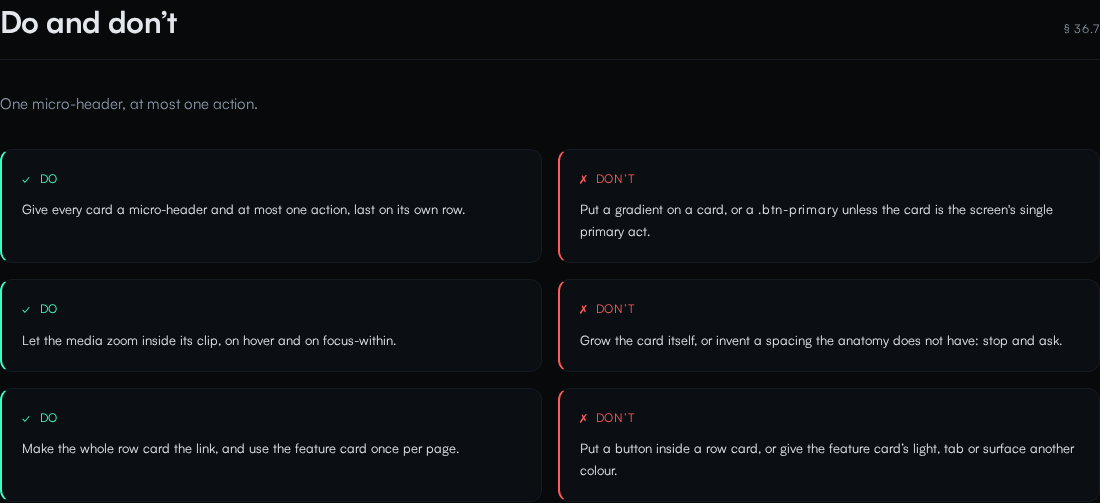 Do and don’t
§ 36.7
One micro-header, at most one action.
✓ DO
Give every card a micro-header and at most one action, last on its own row.
✗ DON’T
Put a gradient on a card, or a .btn-primary unless the card is the screen's single
primary act.
✓ DO
Let the media zoom inside its clip, on hover and on focus-within.
✗ DON’T
Grow the card itself, or invent a spacing the anatomy does not have: stop and ask.
✓ DO
Make the whole row card the link, and use the feature card once per page.
✗ DON’T
Put a button inside a row card, or give the feature card’s light, tab or surface another
colour.